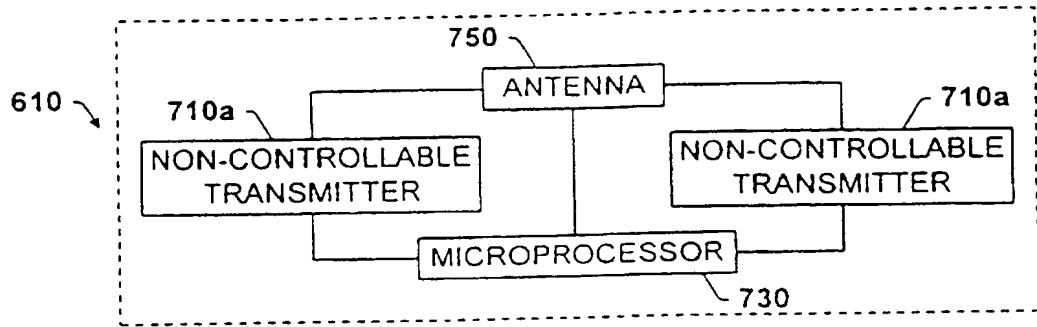 750
ANTENNA
610
710a
710a
NON-CONTROLLABLE
TRANSMITTER
NON-CONTROLLABLE
TRANSMITTER
MICROPROCESSOR
730